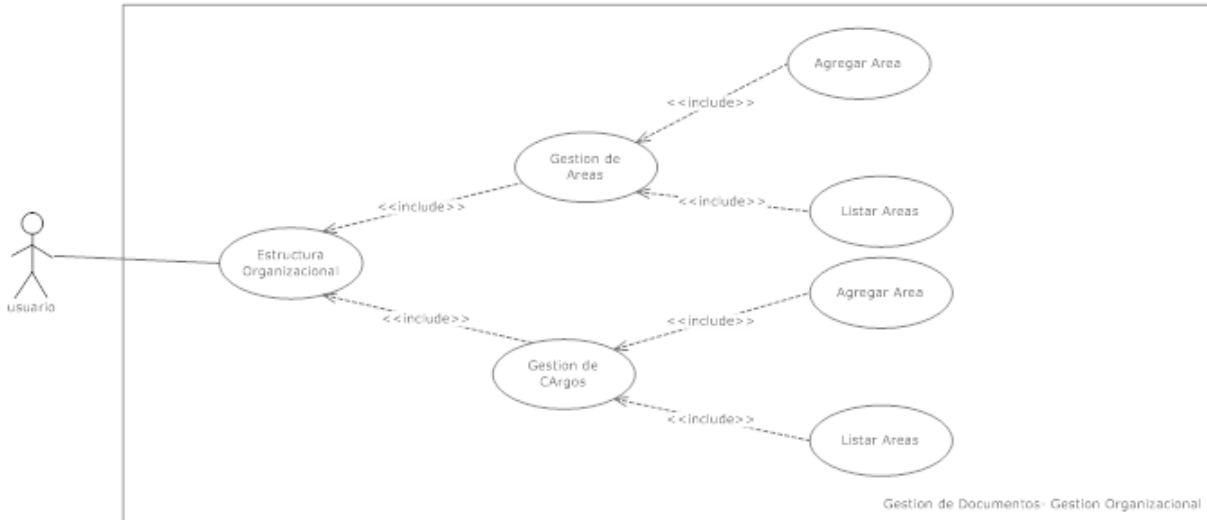 Agregar Area
<<include>>
Gestion de
Areas
<<include>>
Listar Areas
<<include>>
Estructura
Organizacional
usuario
Agregar Area
<<include>>
<<include>>
Gestion de
CArgos
<<include>>
Listar Areas
Gestion de Documentos- Gestion Organizacional